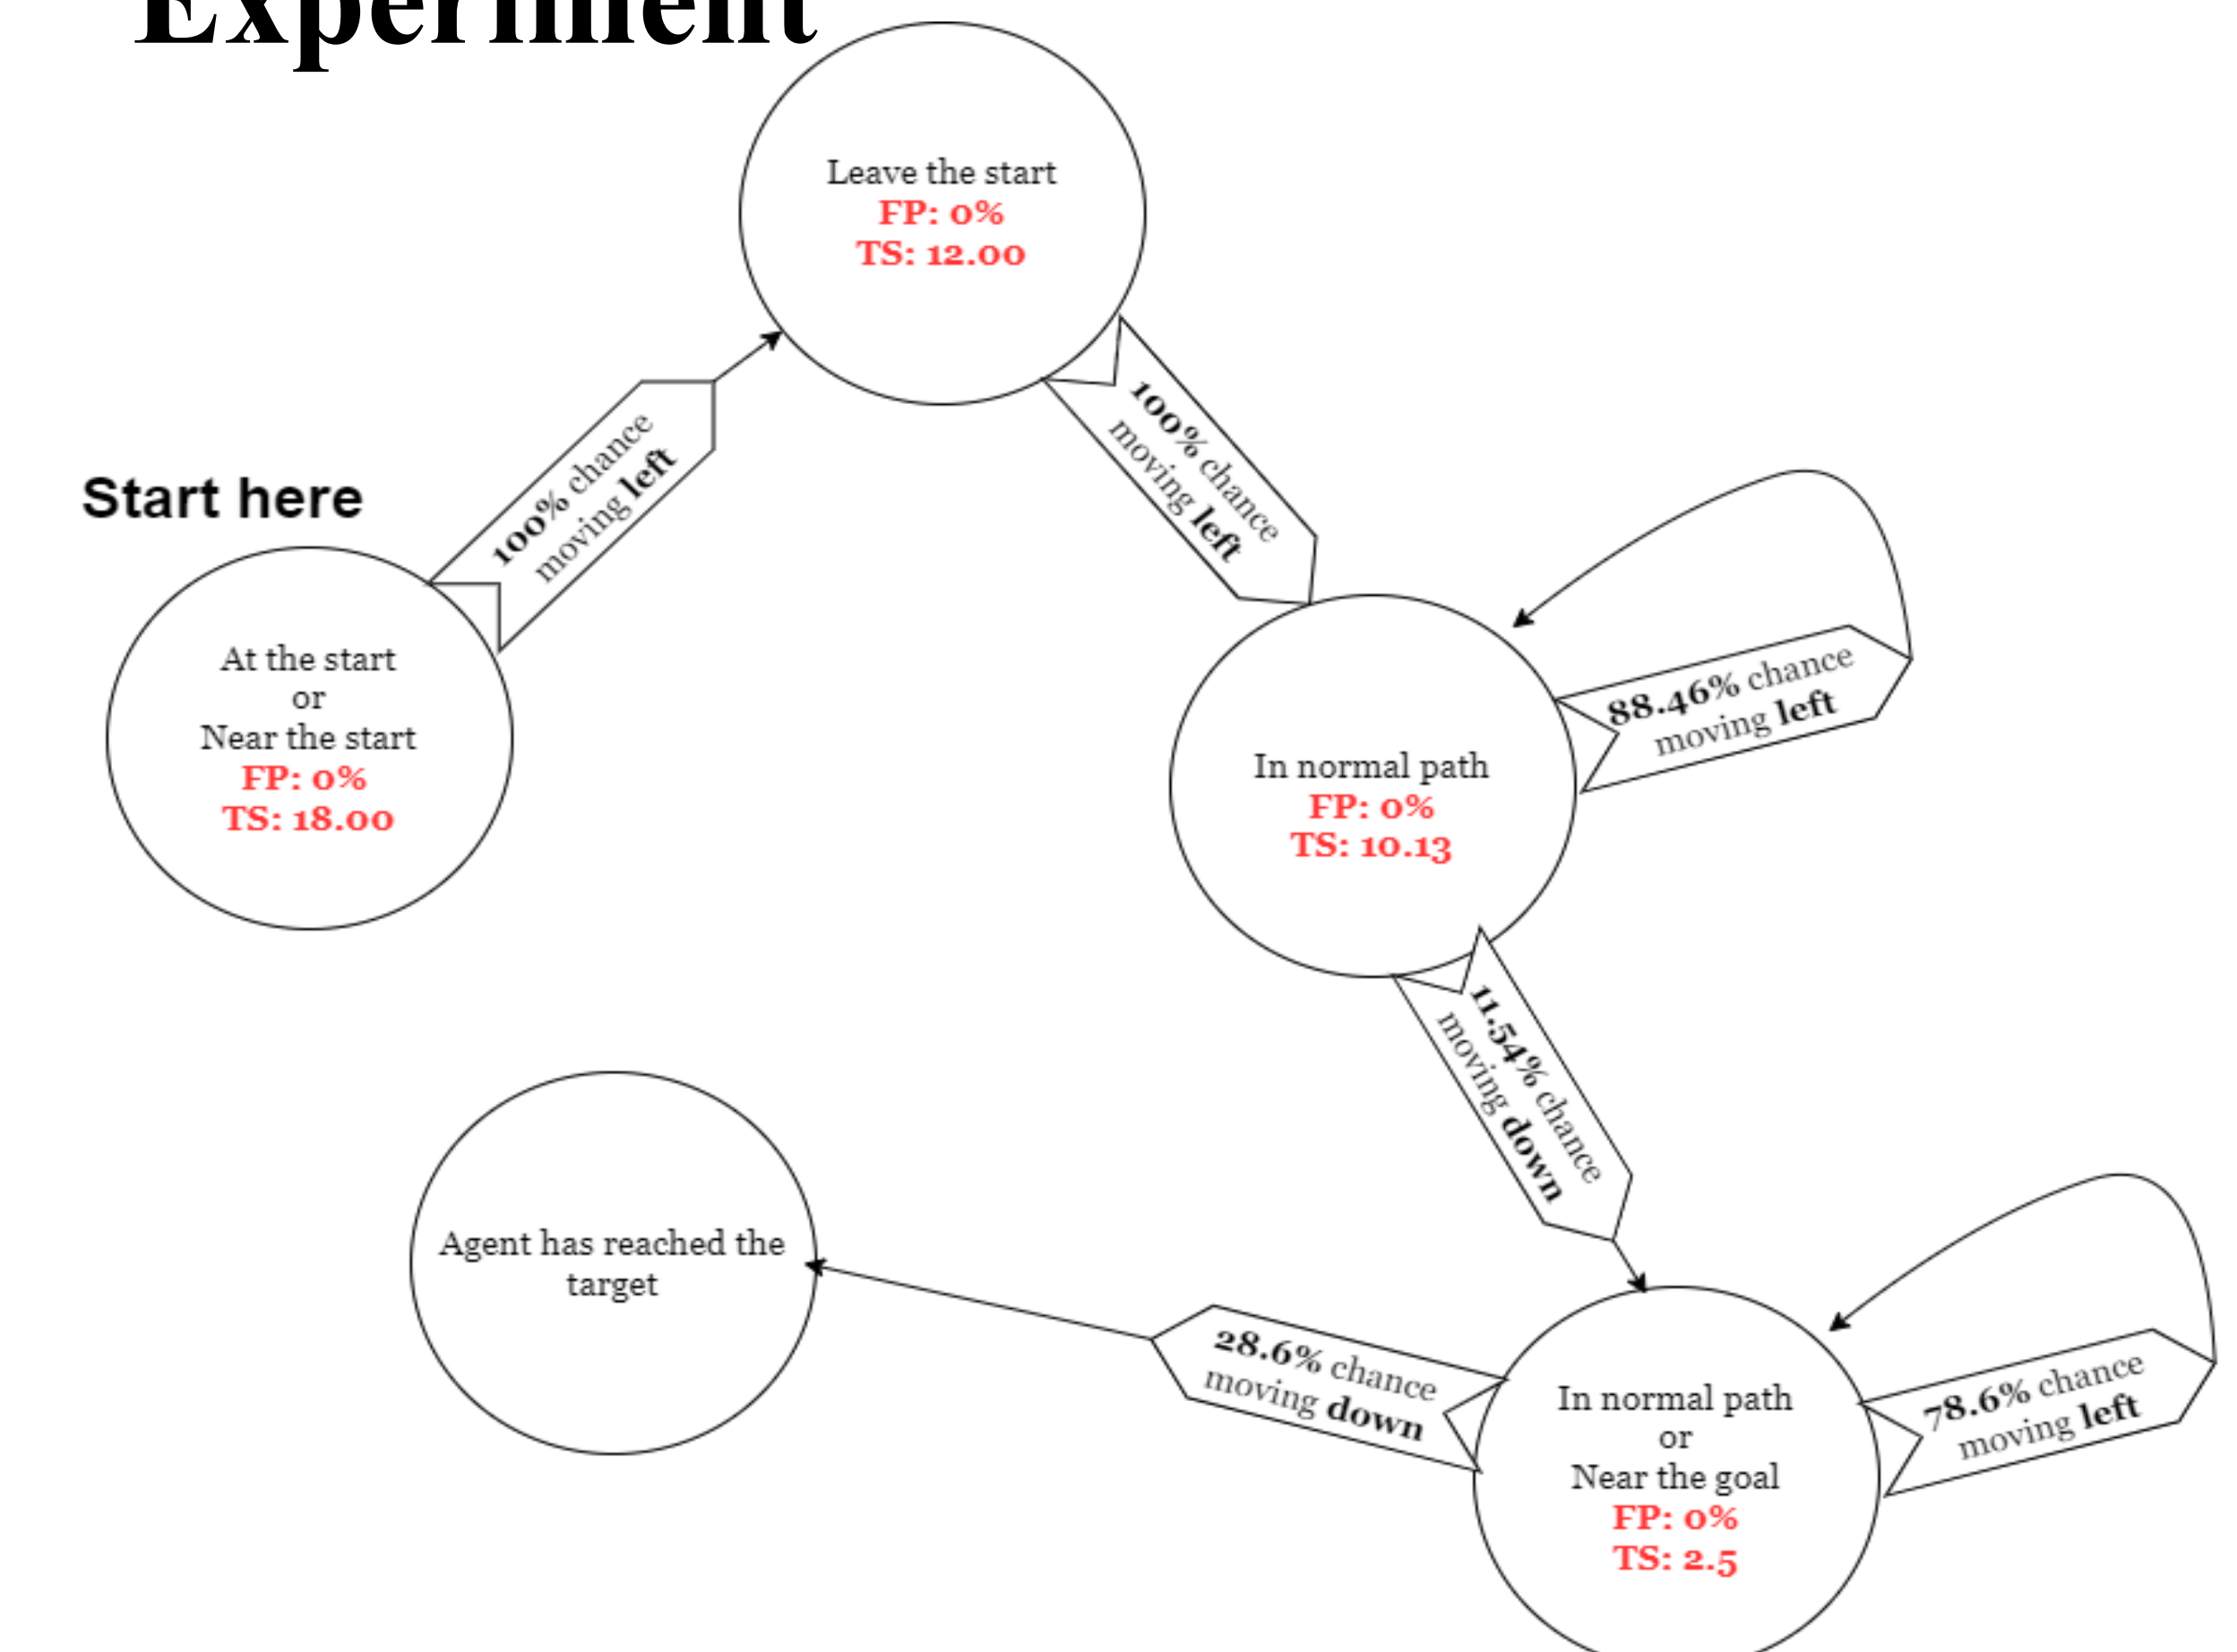 Experiment
Leave the start
FP: 0%
TS: 12.00
100% chance
moving left
100% chance
moving left
Start here
At the start
or
Near the start
FP: 0%
TS: 18.00
88.46% chance
moving left
In normal path
FP: 0%
TS: 10.13
11.54% chance
moving down
Agent has reached the
target
28.6% chance
moving down
In normal path
or
Near the goal
FP: 0%
TS: 2.5
78.6% chance
moving left